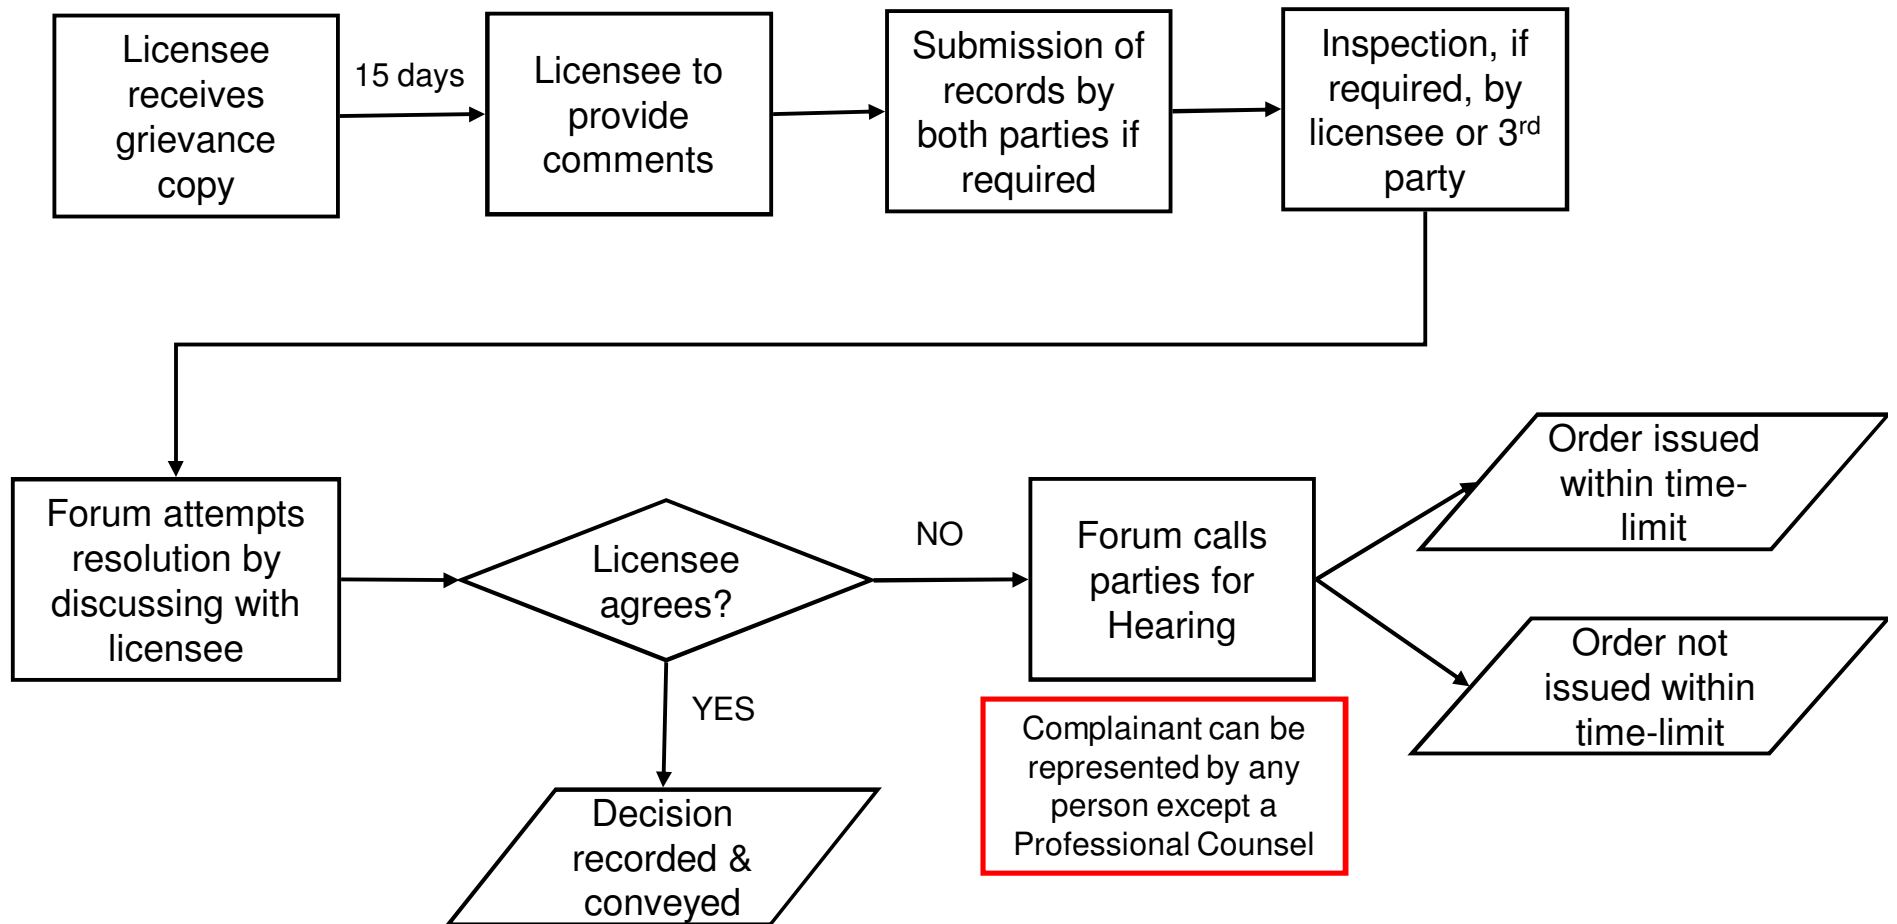 Licensee
receives
grievance
copy
15 days
Licensee to
provide
comments
Submission of
records by
both parties if
required
Inspection, if
required, by
licensee or 3rd
party
Forum attempts
resolution by
discussing with
licensee
Licensee
agrees?
NO
YES
Decision
recorded &
conveyed
Forum calls
parties for
Hearing
Complainant can be
represented by any
person except a
Professional Counsel
Order issued
within time-
limit
Order not
issued within
time-limit